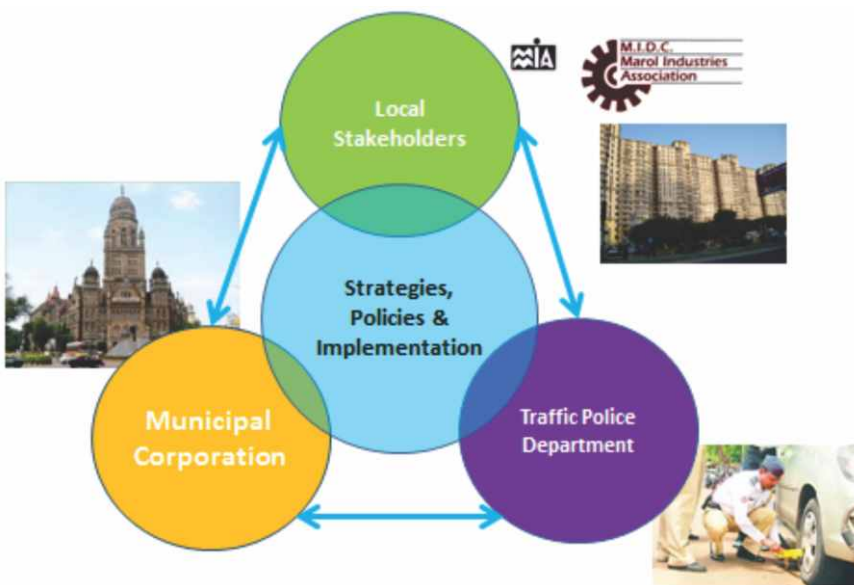 MIA
M.I.D.C.
Marol Industries
Association
Local
Stakeholders
Strategies,
Policies &
Implementation
Municipal
Corporation
Traffic Police
Department